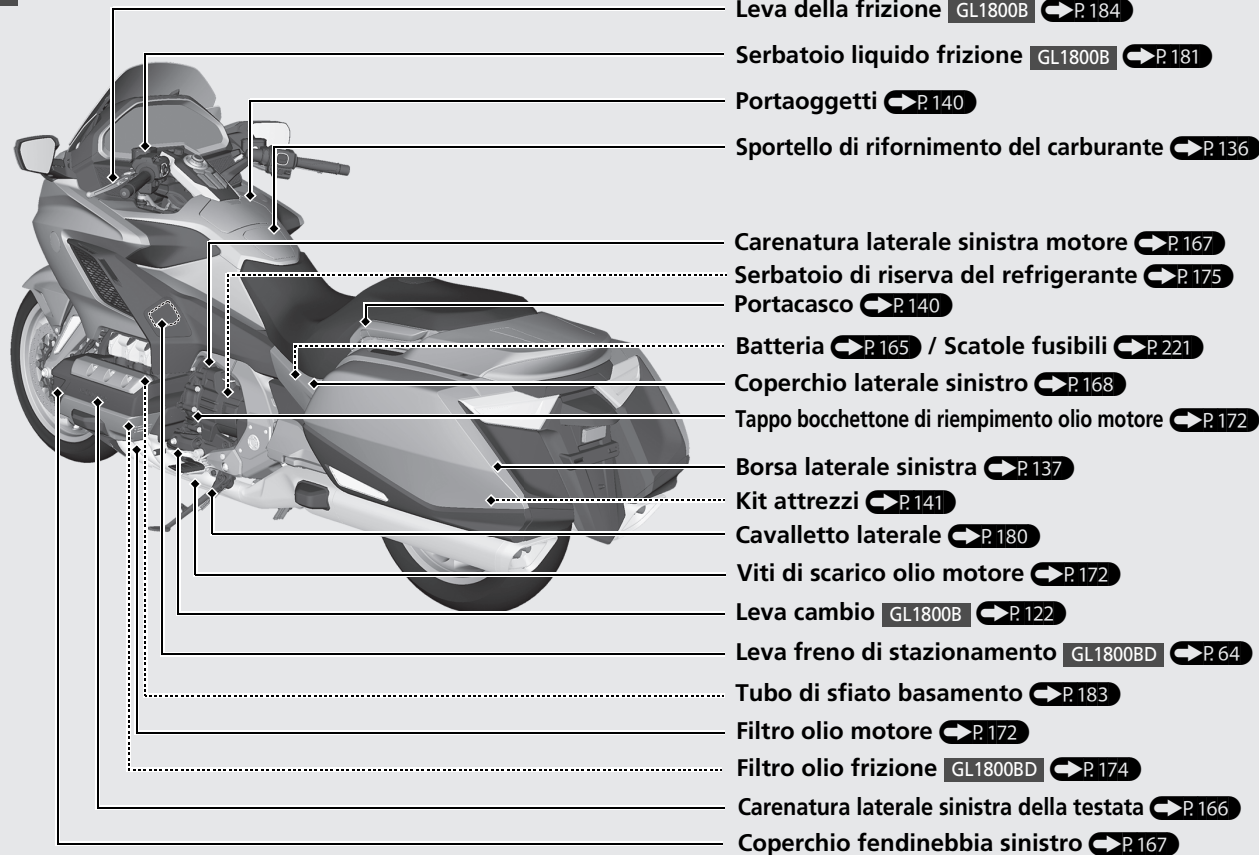 Leva della frizione GL1800B P. 184
Serbatoio liquido frizione GL1800B P. 181
Portaoggetti P. 140
Sportello di rifornimento del carburante P. 136
Carenatura laterale sinistra motore P. 167
Serbatoio di riserva del refrigerante P. 175
Portacasco P. 140
Batteria P. 165 / Scatole fusibili P. 221
Coperchio laterale sinistro P. 168
Tappo bocchettone di riempimento olio motore P. 172
Borsa laterale sinistra P. 137
Kit attrezzi P. 141
Cavalletto laterale P. 180
Viti di scarico olio motore P. 172
Leva cambio GL1800B P. 122
Leva freno di stazionamento GL1800BD P. 64
Tubo di sfiato basamento P. 183
Filtro olio motore P. 172
Filtro olio frizione GL1800BD P. 174
Carenatura laterale sinistra della testata P. 166
Coperchio fendinebbia sinistro P. 167